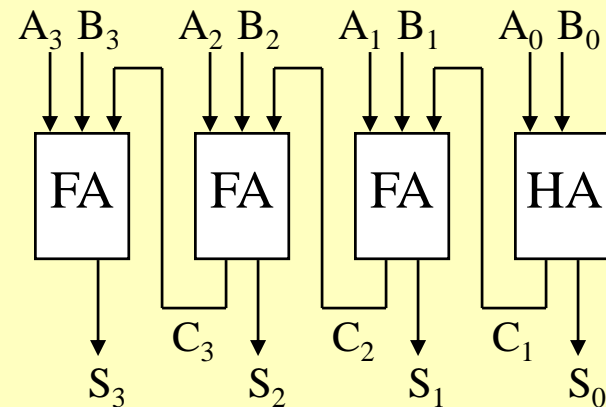 A₃ B₃ A₂ B₂ A₁ B₁ A₀ B₀
FA FA FA HA
C₃ C₂ C₁
S₃ S₂ S₁ S₀